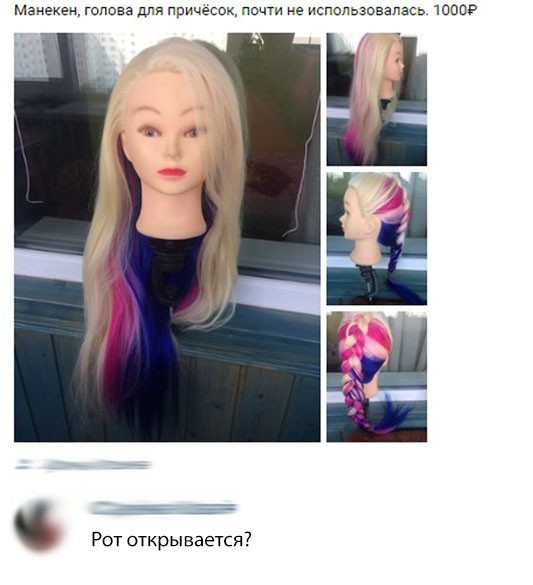 Манекен, голова для причёсок, почти не использовалась. 1000₽
Рот открывается?